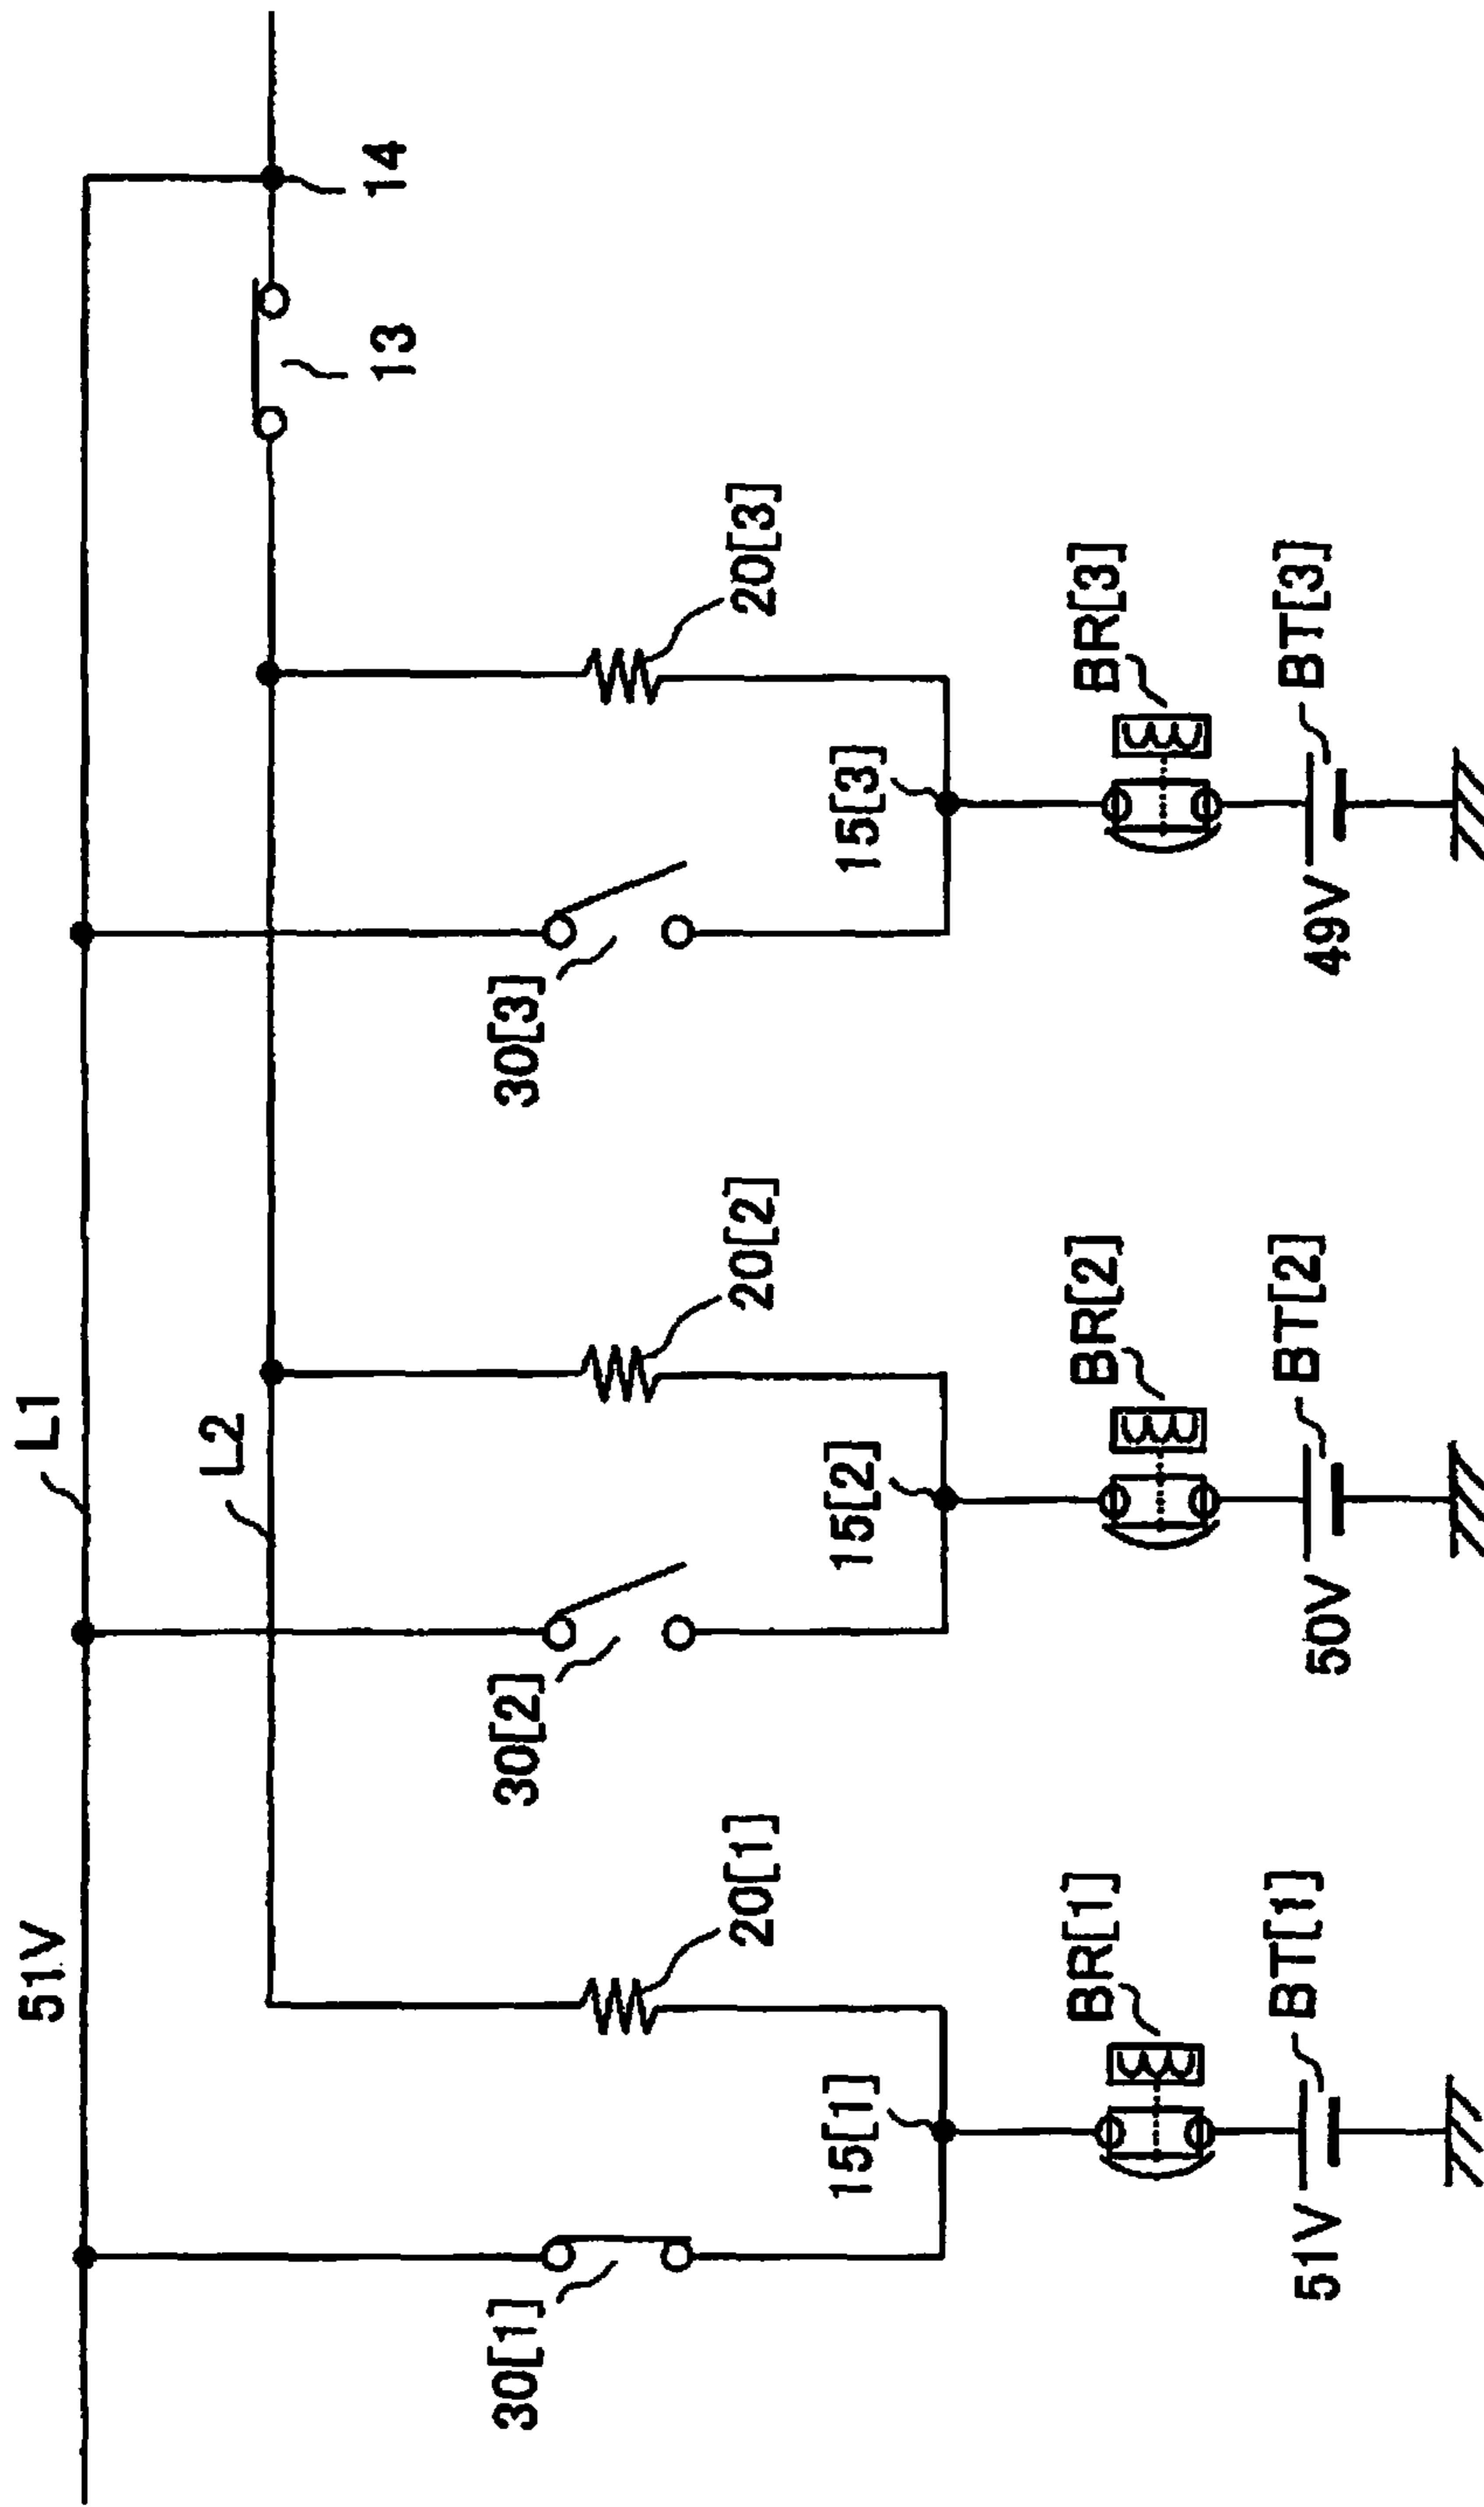 51V
L1
L2
13
14
30[1]
20[1]
30[2]
20[2]
30[3]
20[3]
15[1]
15[2]
15[3]
BR[1]
BR[2]
BR[3]
51V
BT[1]
50V
BT[2]
49V
BT[3]